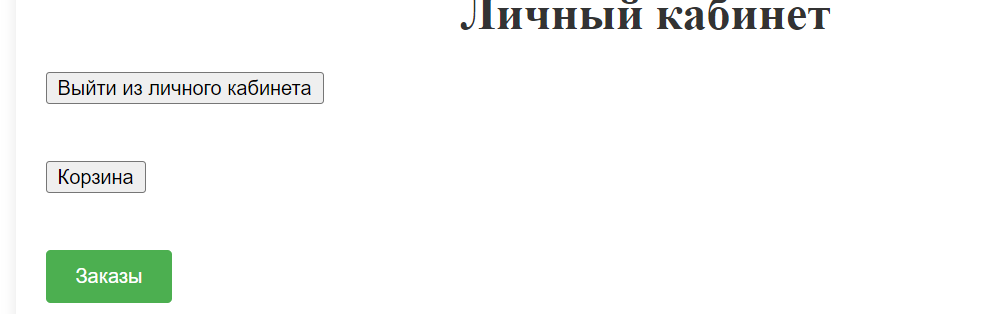 Личный кабинет
Выйти из личного кабинета
Корзина
Заказы